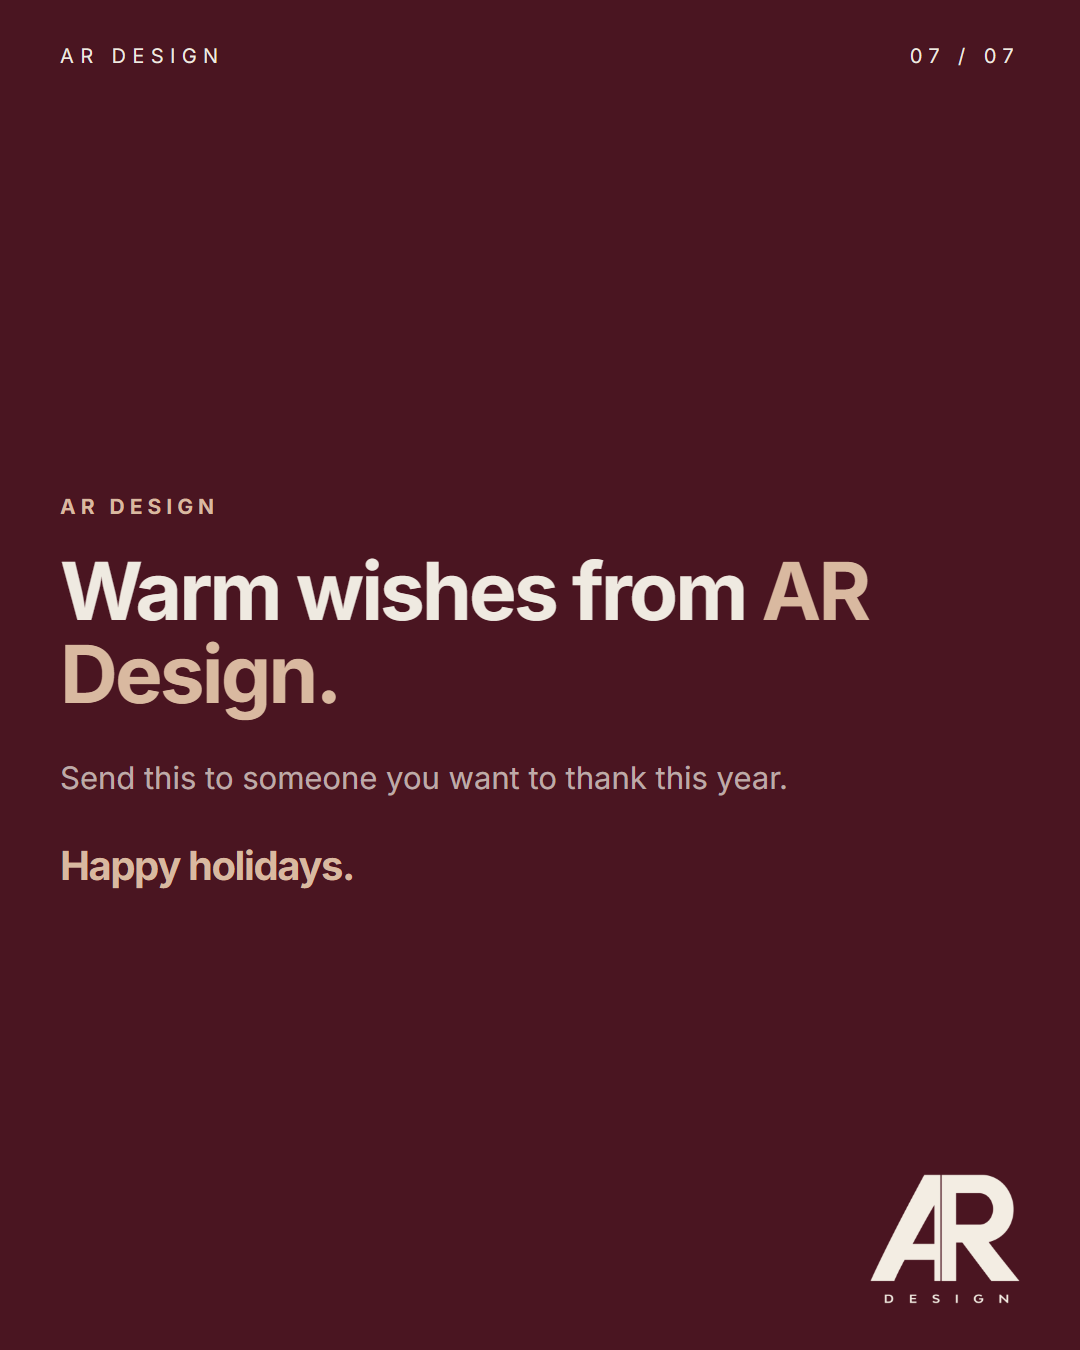 AR DESIGN
07 / 07
AR DESIGN
Warm wishes from AR
Design.
Send this to someone you want to thank this year.
Happy holidays.
AR
DESIGN